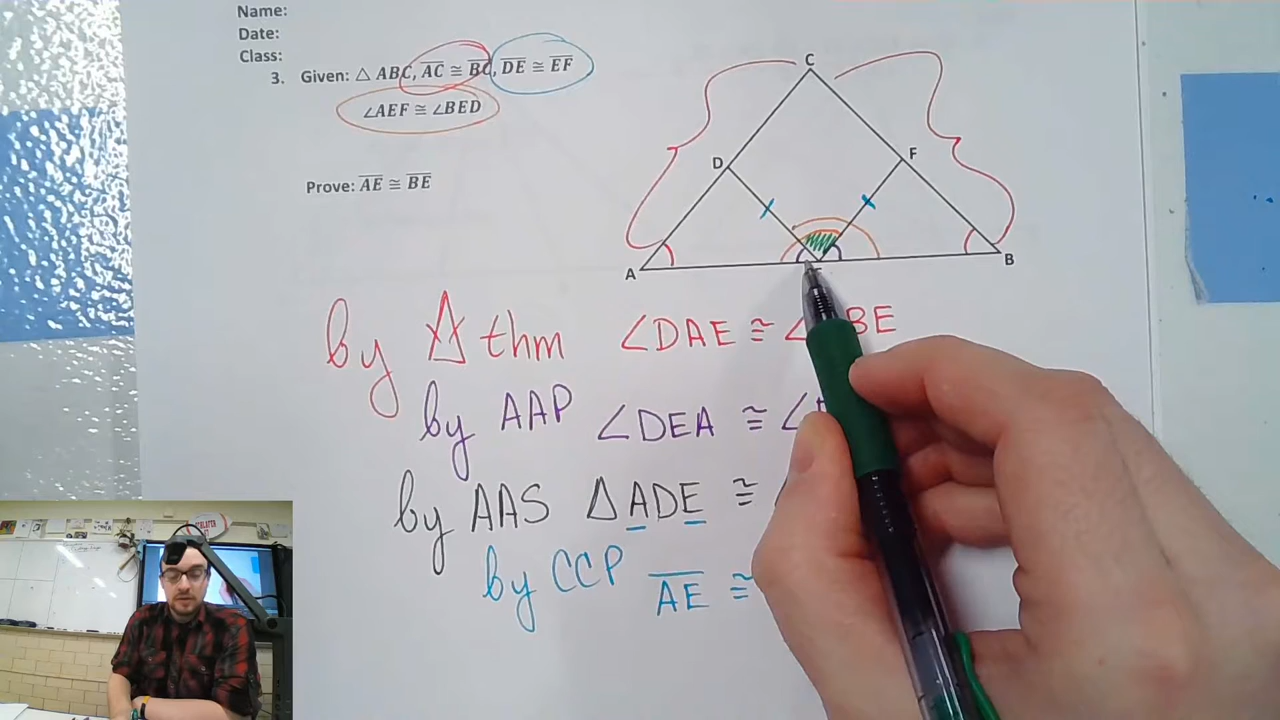 Name:
Date:
Class:
3. Given: △ ABC, AC ≅ BC, DE ≅ EF
∠AEF ≅ ∠BED
Prove: AE ≅ BE
C
D
F
A
B
by thm ∠DAE ≅ ∠ BE
by AAP ∠DEA ≅ ∠
by AAS △ADE ≅
by CCP AE ≅